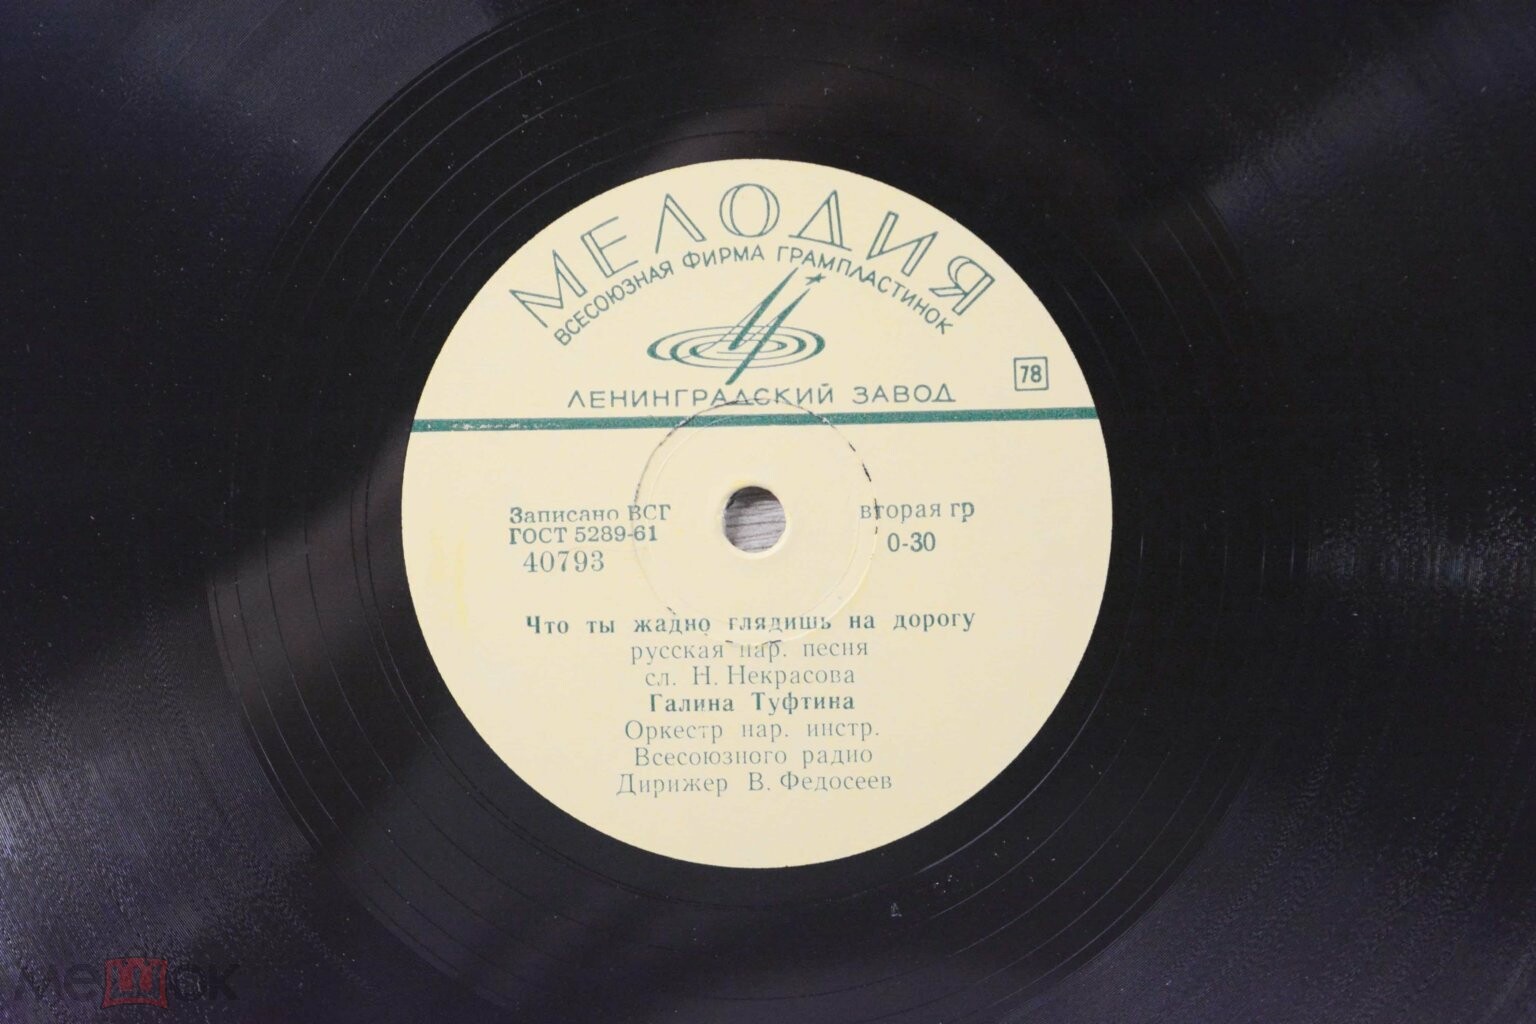 МЕЛОДИЯ
ВСЕСОЮЗНАЯ ФИРМА ГРАМПЛАСТИНОК
ЛЕНИНГРАДСКИЙ ЗАВОД
78
Записано ВСГ
ГОСТ 5289-61
40793
вторая гр
0-30
Что ты жадно глядишь на дорогу
русская нар. песня
сл. Н. Некрасова
Галина Туфтина
Оркестр нар. инстр.
Всесоюзного радио
Дирижер В. Федосеев
мешок